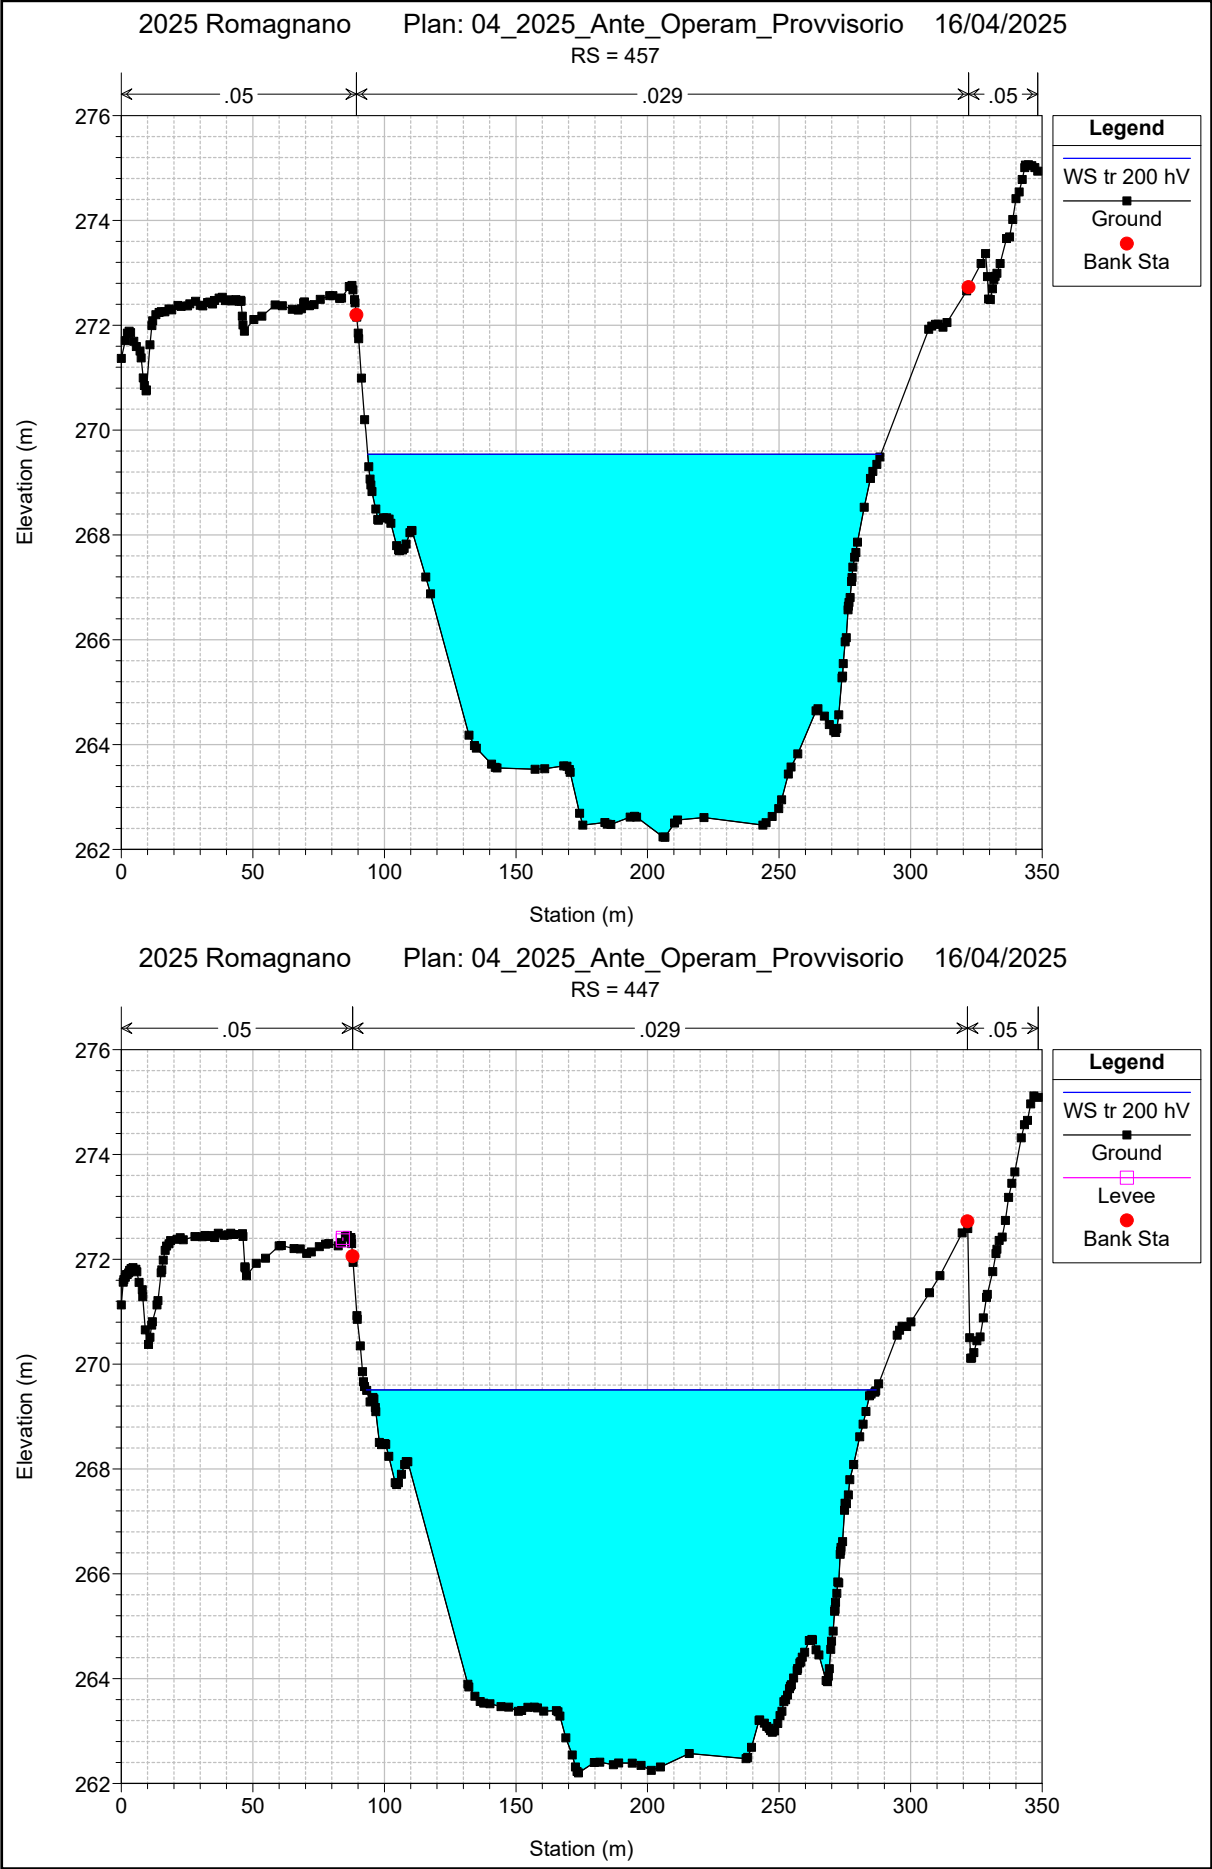 2025 Romagnano Plan: 04_2025_Ante_Operam_Provvisorio 16/04/2025
RS = 457
.05 .029 .05
Legend
WS tr 200 hV
Ground
Bank Sta
276
274
272
270
268
266
264
262
Elevation (m)
0 50 100 150 200 250 300 350
Station (m)
2025 Romagnano Plan: 04_2025_Ante_Operam_Provvisorio 16/04/2025
RS = 447
.05 .029 .05
Legend
WS tr 200 hV
Ground
Levee
Bank Sta
276
274
272
270
268
266
264
262
Elevation (m)
0 50 100 150 200 250 300 350
Station (m)